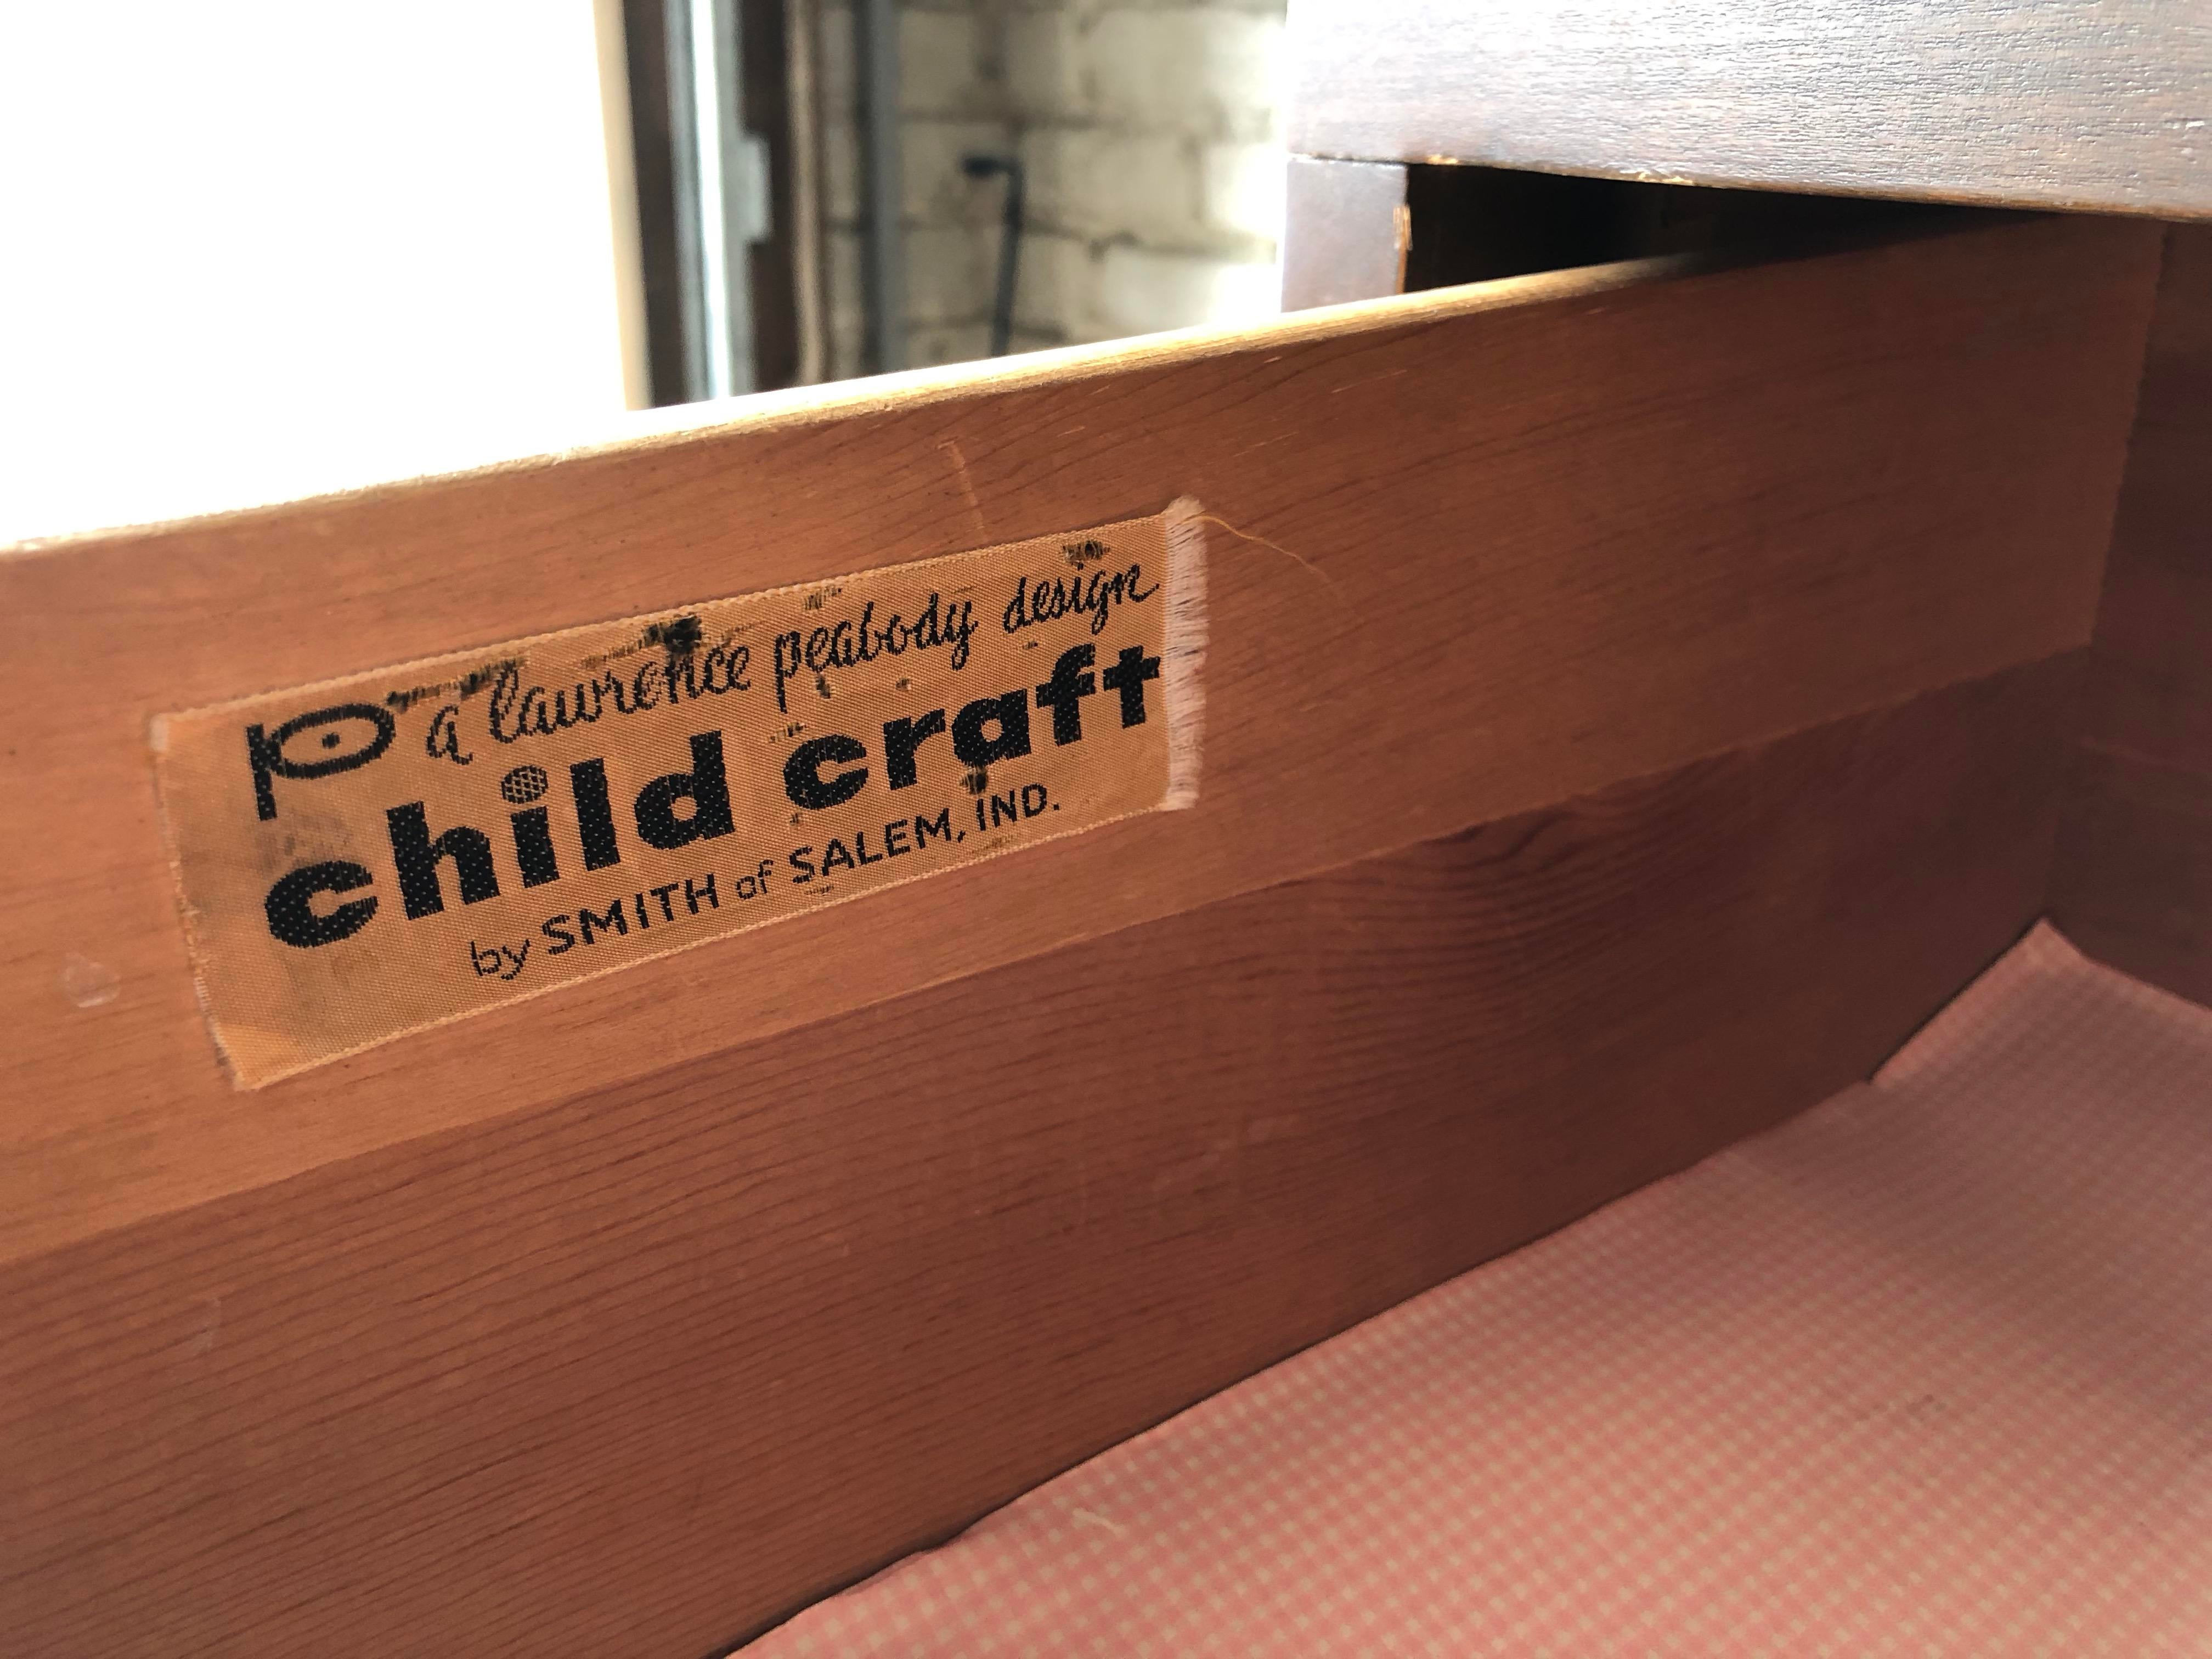 P a lawrence peabody design
child craft
by SMITH of SALEM, IND.